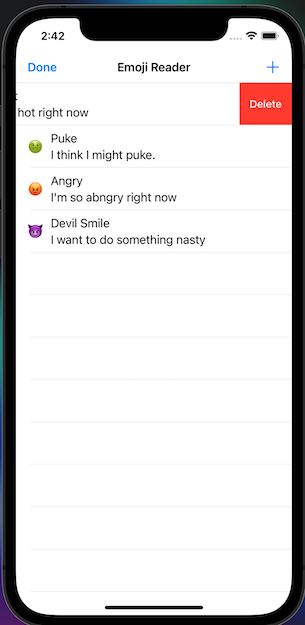 2:42
Done Emoji Reader +
hot right now Delete
Puke
I think I might puke.
Angry
I'm so abngry right now
Devil Smile
I want to do something nasty